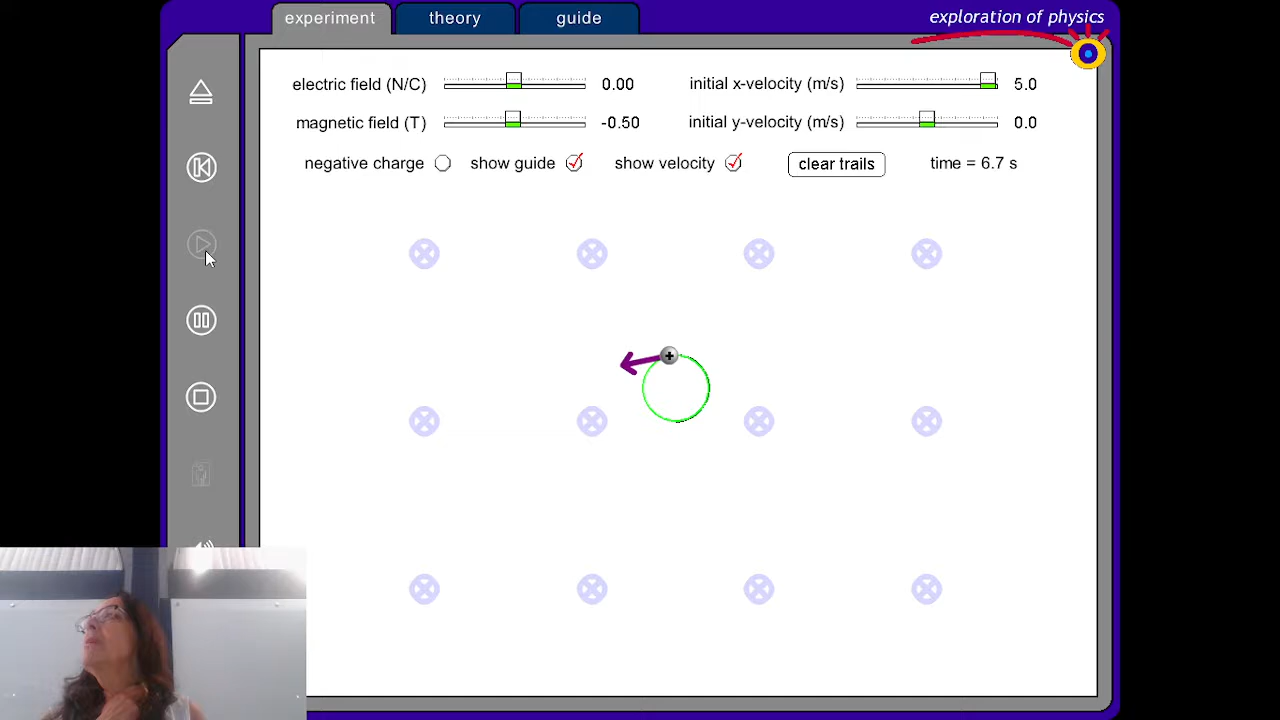 experiment theory guide exploration of physics
electric field (N/C) 0.00 initial x-velocity (m/s) 5.0
magnetic field (T) -0.50 initial y-velocity (m/s) 0.0
negative charge show guide show velocity clear trails time = 6.7 s